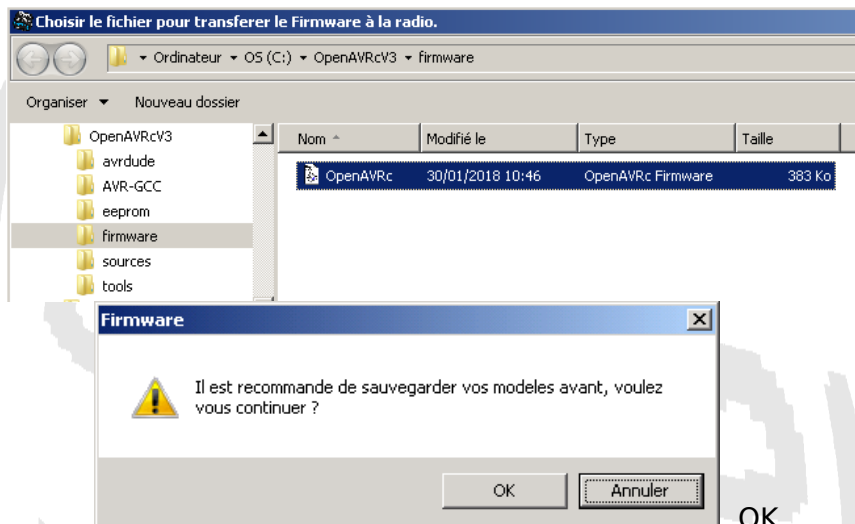 Choisir le fichier pour transferer le Firmware à la radio.
Ordinateur OS (C:) OpenAVRcV3 firmware
Organiser Nouveau dossier
OpenAVRcV3
avrdude
AVR-GCC
eeprom
firmware
sources
tools
Nom Modifié le Type Taille
OpenAVRc 30/01/2018 10:46 OpenAVRc Firmware 383 Ko
Firmware
Il est recommande de sauvegarder vos modeles avant, voulez
vous continuer ?
OK Annuler
OK